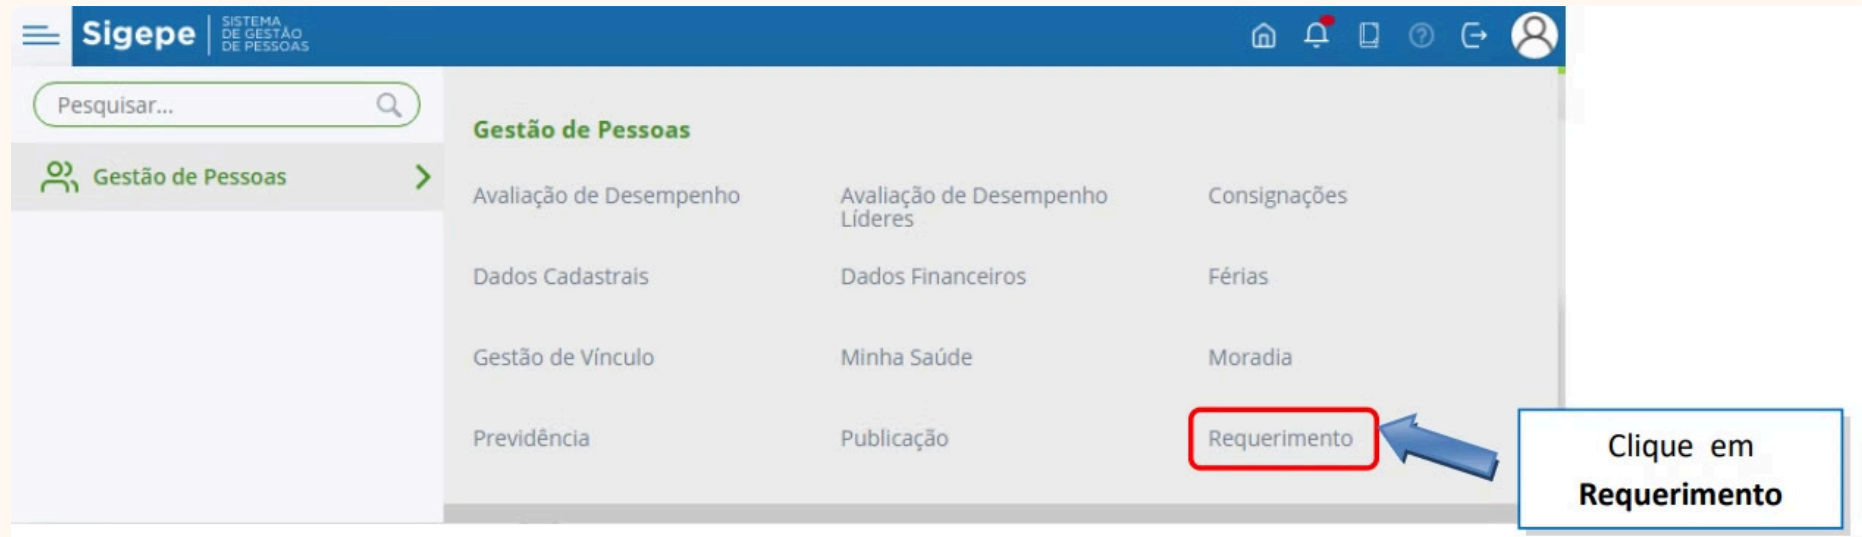 Sigepe
SISTEMA
DE GESTÃO
DE PESSOAS
Pesquisar...
Gestão de Pessoas
Gestão de Pessoas
Avaliação de Desempenho
Avaliação de Desempenho
Líderes
Consignações
Dados Cadastrais
Dados Financeiros
Férias
Gestão de Vínculo
Minha Saúde
Moradia
Previdência
Publicação
Requerimento
Clique em
Requerimento